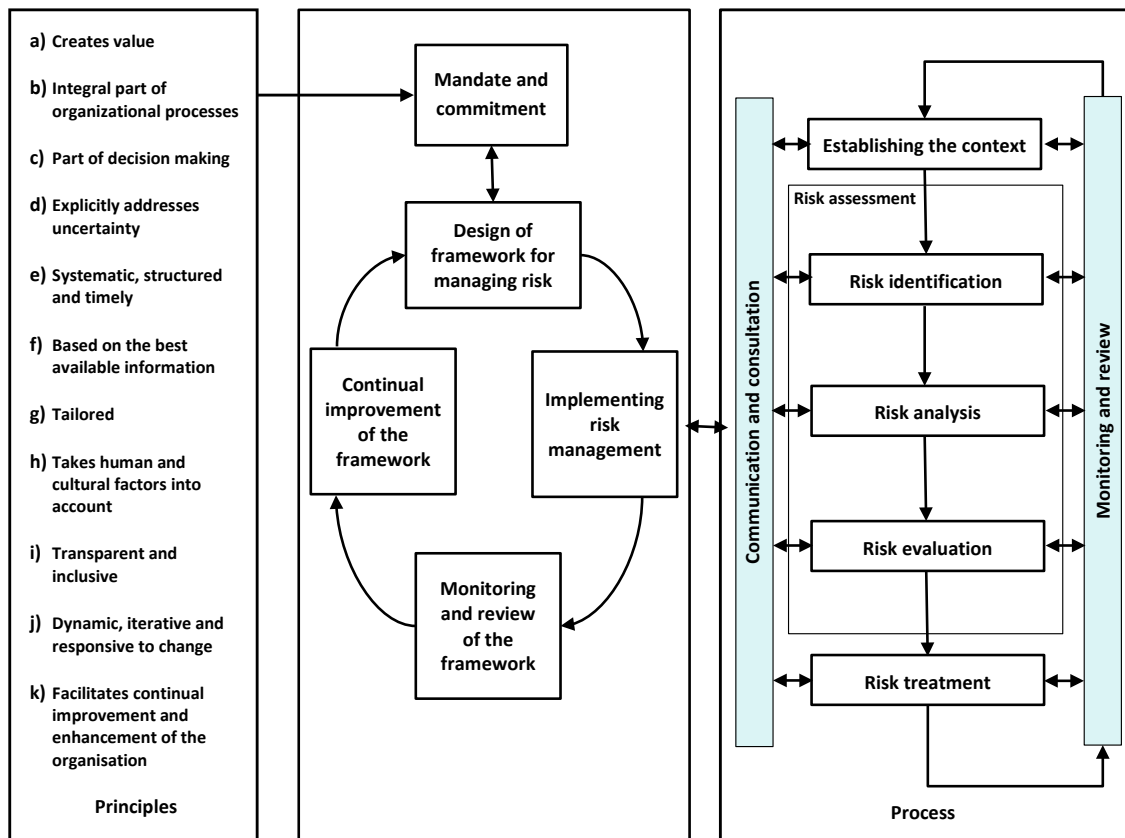 a) Creates value
b) Integral part of
organizational processes
c) Part of decision making
d) Explicitly addresses
uncertainty
e) Systematic, structured
and timely
f) Based on the best
available information
g) Tailored
h) Takes human and
cultural factors into
account
i) Transparent and
inclusive
j) Dynamic, iterative and
responsive to change
k) Facilitates continual
improvement and
enhancement of the
organisation
Principles
Mandate and
commitment
Design of
framework for
managing risk
Continual
improvement
of the
framework
Implementing
risk
management
Monitoring
and review
of the
framework
Communication and consultation
Establishing the context
Risk assessment
Risk identification
Risk analysis
Risk evaluation
Risk treatment
Monitoring and review
Process